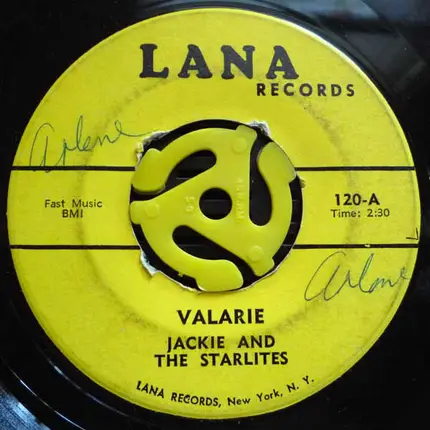 LANA
RECORDS
Arlene
Fast Music
BMI
120-A
Time: 2:30
Arlene
VALARIE
JACKIE AND
THE STARLITES
LANA RECORDS, New York, N. Y.